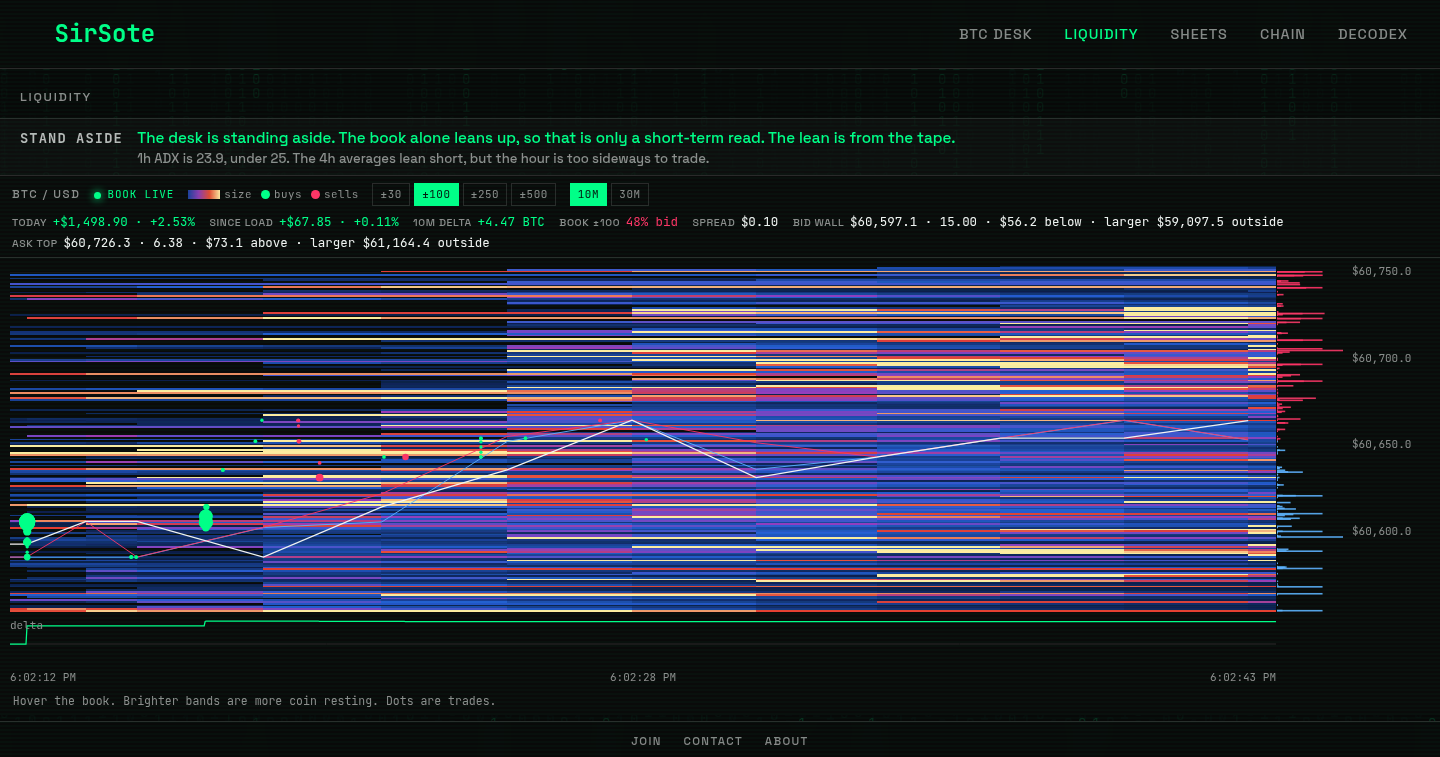 SirSote
BTC DESK LIQUIDITY SHEETS CHAIN DECODEX
LIQUIDITY
STAND ASIDE The desk is standing aside. The book alone leans up, so that is only a short-term read. The lean is from the tape.
1h ADX is 23.9, under 25. The 4h averages lean short, but the hour is too sideways to trade.
BTC / USD BOOK LIVE size buys sells ±30 ±100 ±250 ±500 10M 30M
TODAY +$1,498.90 · +2.53% SINCE LOAD +$67.85 · +0.11% 10M DELTA +4.47 BTC BOOK ±100 48% bid SPREAD $0.10 BID WALL $60,597.1 · 15.00 · $56.2 below · larger $59,097.5 outside
ASK TOP $60,726.3 · 6.38 · $73.1 above · larger $61,164.4 outside
$60,750.0
$60,700.0
$60,650.0
$60,600.0
delta
6:02:12 PM 6:02:28 PM 6:02:43 PM
Hover the book. Brighter bands are more coin resting. Dots are trades.
JOIN CONTACT ABOUT